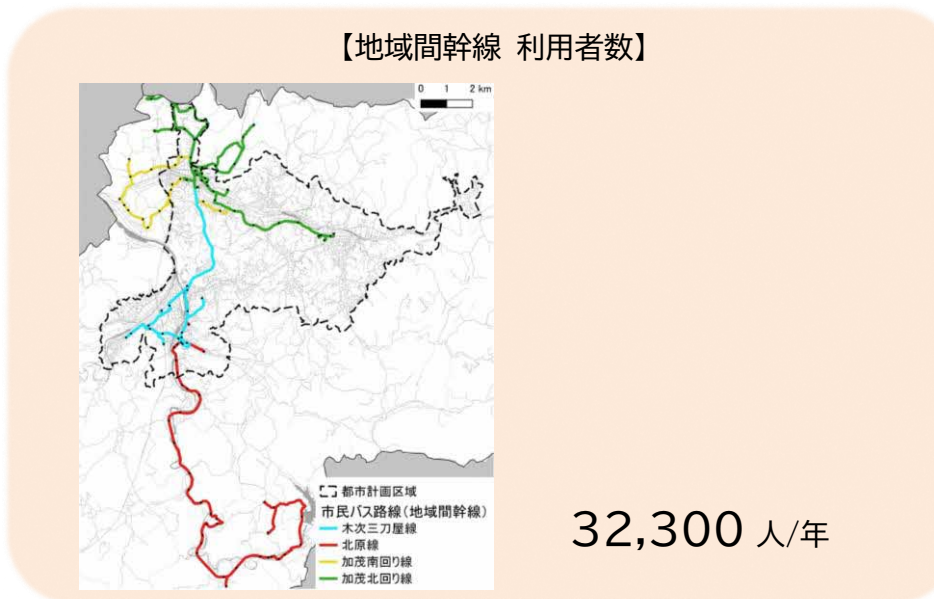 【地域間幹線 利用者数】
0 1 2 km
都市計画区域
市民バス路線(地域間幹線)
木次三刀屋線
北原線
加茂南回り線
加茂北回り線
32,300 人/年